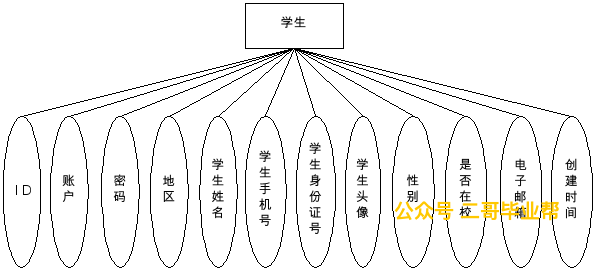 学生
ID
账户
密码
地区
学生姓名
学生手机号
学生身份证号
学生头像
性别
是否在校
电子邮箱
创建时间
公众号 二哥毕业帮